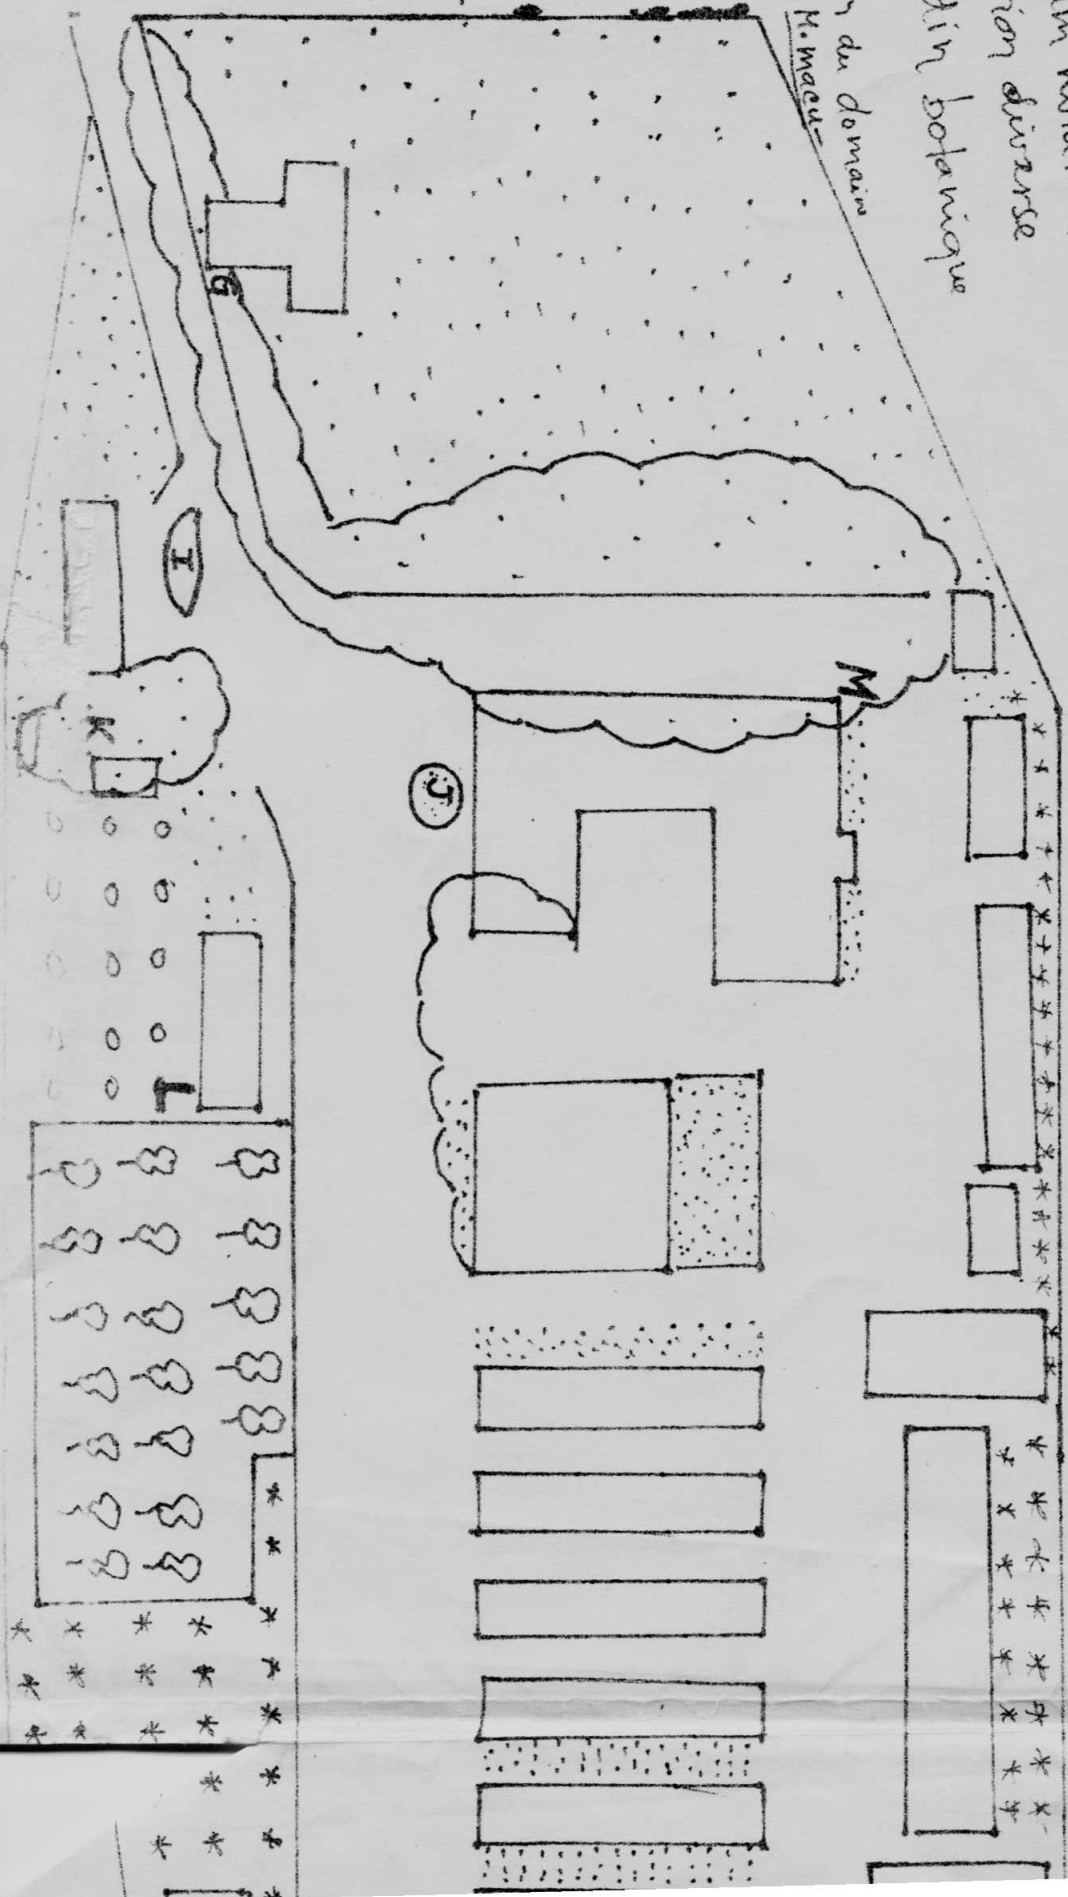 ion diverse
din botanique
du domaine
M. macu-
G
I
M
K
J
L